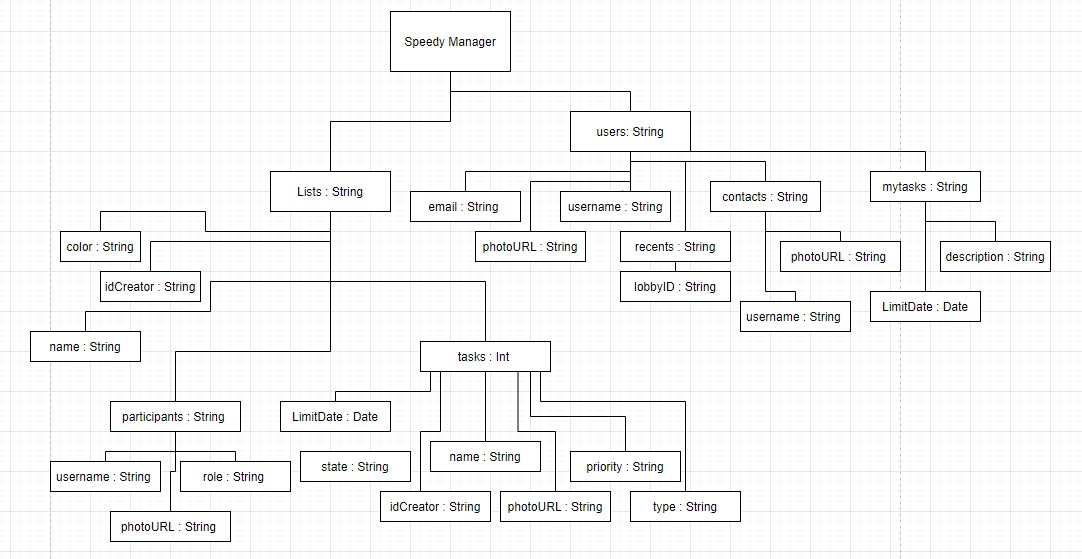 Speedy Manager
users: String
Lists : String
email : String
username : String
contacts : String
mytasks : String
color : String
photoURL : String
recents : String
photoURL : String
description : String
idCreator : String
lobbyID : String
LimitDate : Date
username : String
name : String
tasks : Int
participants : String
LimitDate : Date
username : String
role : String
state : String
name : String
priority : String
idCreator : String
photoURL : String
type : String
photoURL : String